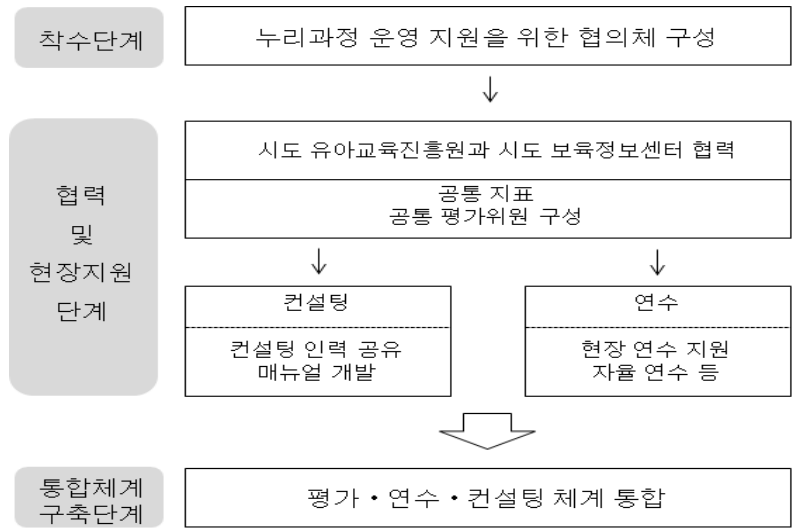 착수단계
누리과정 운영 지원을 위한 협의체 구성
협력
및
현장지원
단계
시도 유아교육진흥원과 시도 보육정보센터 협력
공통 지표
공통 평가위원 구성
컨설팅
컨설팅 인력 공유
매뉴얼 개발
연수
현장 연수 지원
자율 연수 등
통합체계
구축단계
평가・연수・컨설팅 체계 통합